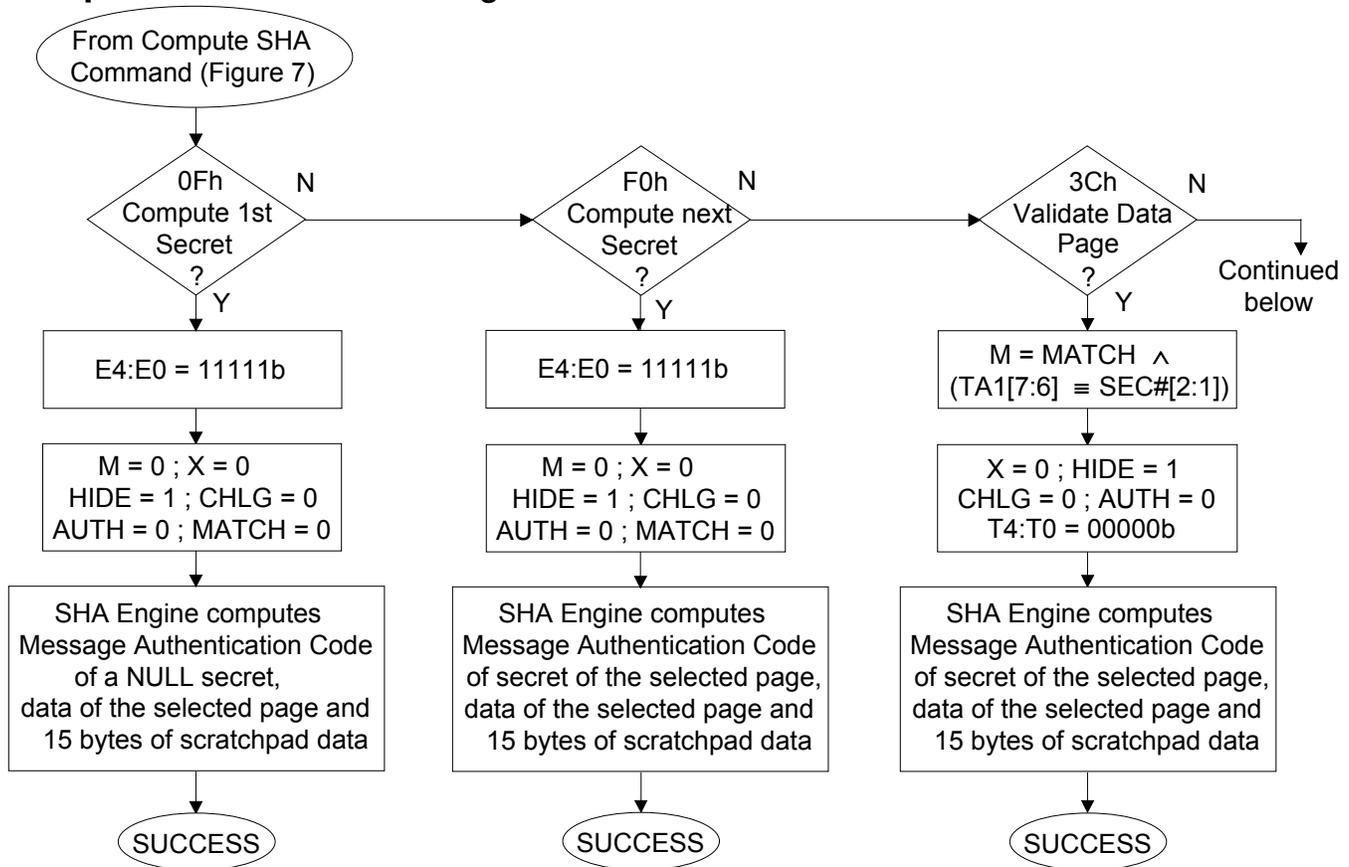 From Compute SHA
Command (Figure 7)
0Fh
Compute 1st
Secret
?
N
Y
F0h
Compute next
Secret
?
N
Y
3Ch
Validate Data
Page
?
N
Y
Continued
below
E4:E0 = 11111b
E4:E0 = 11111b
M = MATCH ∧
(TA1[7:6] ≡ SEC#[2:1])
M = 0 ; X = 0
HIDE = 1 ; CHLG = 0
AUTH = 0 ; MATCH = 0
M = 0 ; X = 0
HIDE = 1 ; CHLG = 0
AUTH = 0 ; MATCH = 0
X = 0 ; HIDE = 1
CHLG = 0 ; AUTH = 0
T4:T0 = 00000b
SHA Engine computes
Message Authentication Code
of a NULL secret,
data of the selected page and
15 bytes of scratchpad data
SHA Engine computes
Message Authentication Code
of secret of the selected page,
data of the selected page and
15 bytes of scratchpad data
SHA Engine computes
Message Authentication Code
of secret of the selected page,
data of the selected page and
15 bytes of scratchpad data
SUCCESS
SUCCESS
SUCCESS